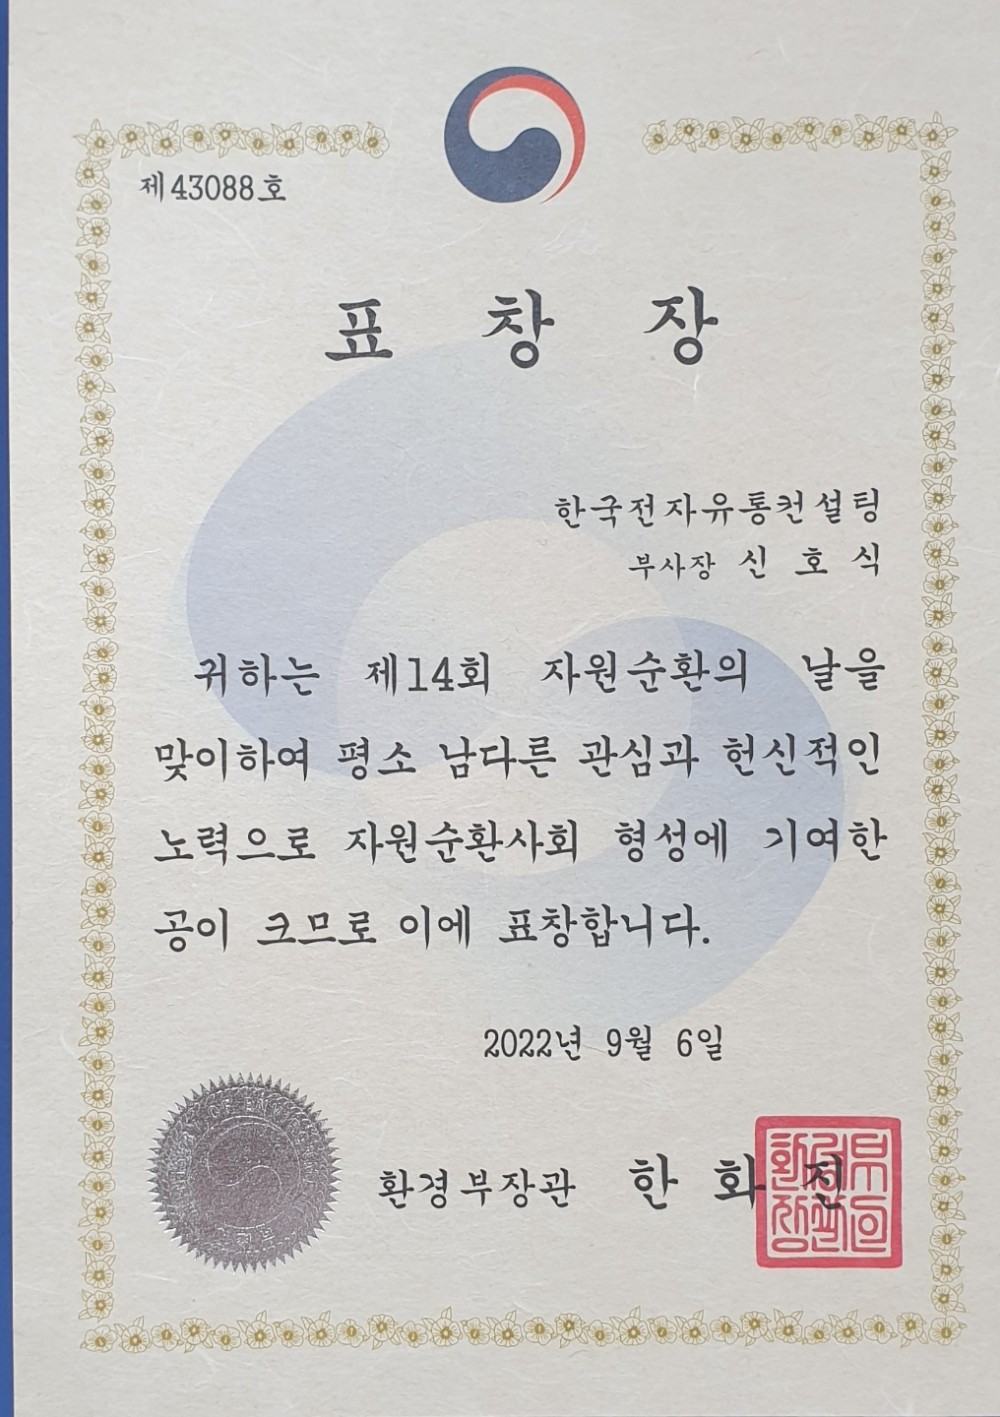 제43088호
표 창 장
한국전자유통컨설팅
부사장 신 호 식
귀하는 제14회 자원순환의 날을
맞이하여 평소 남다른 관심과 헌신적인
노력으로 자원순환사회 형성에 기여한
공이 크므로 이에 표창합니다.
2022년 9월 6일
환경부장관 한 화 진